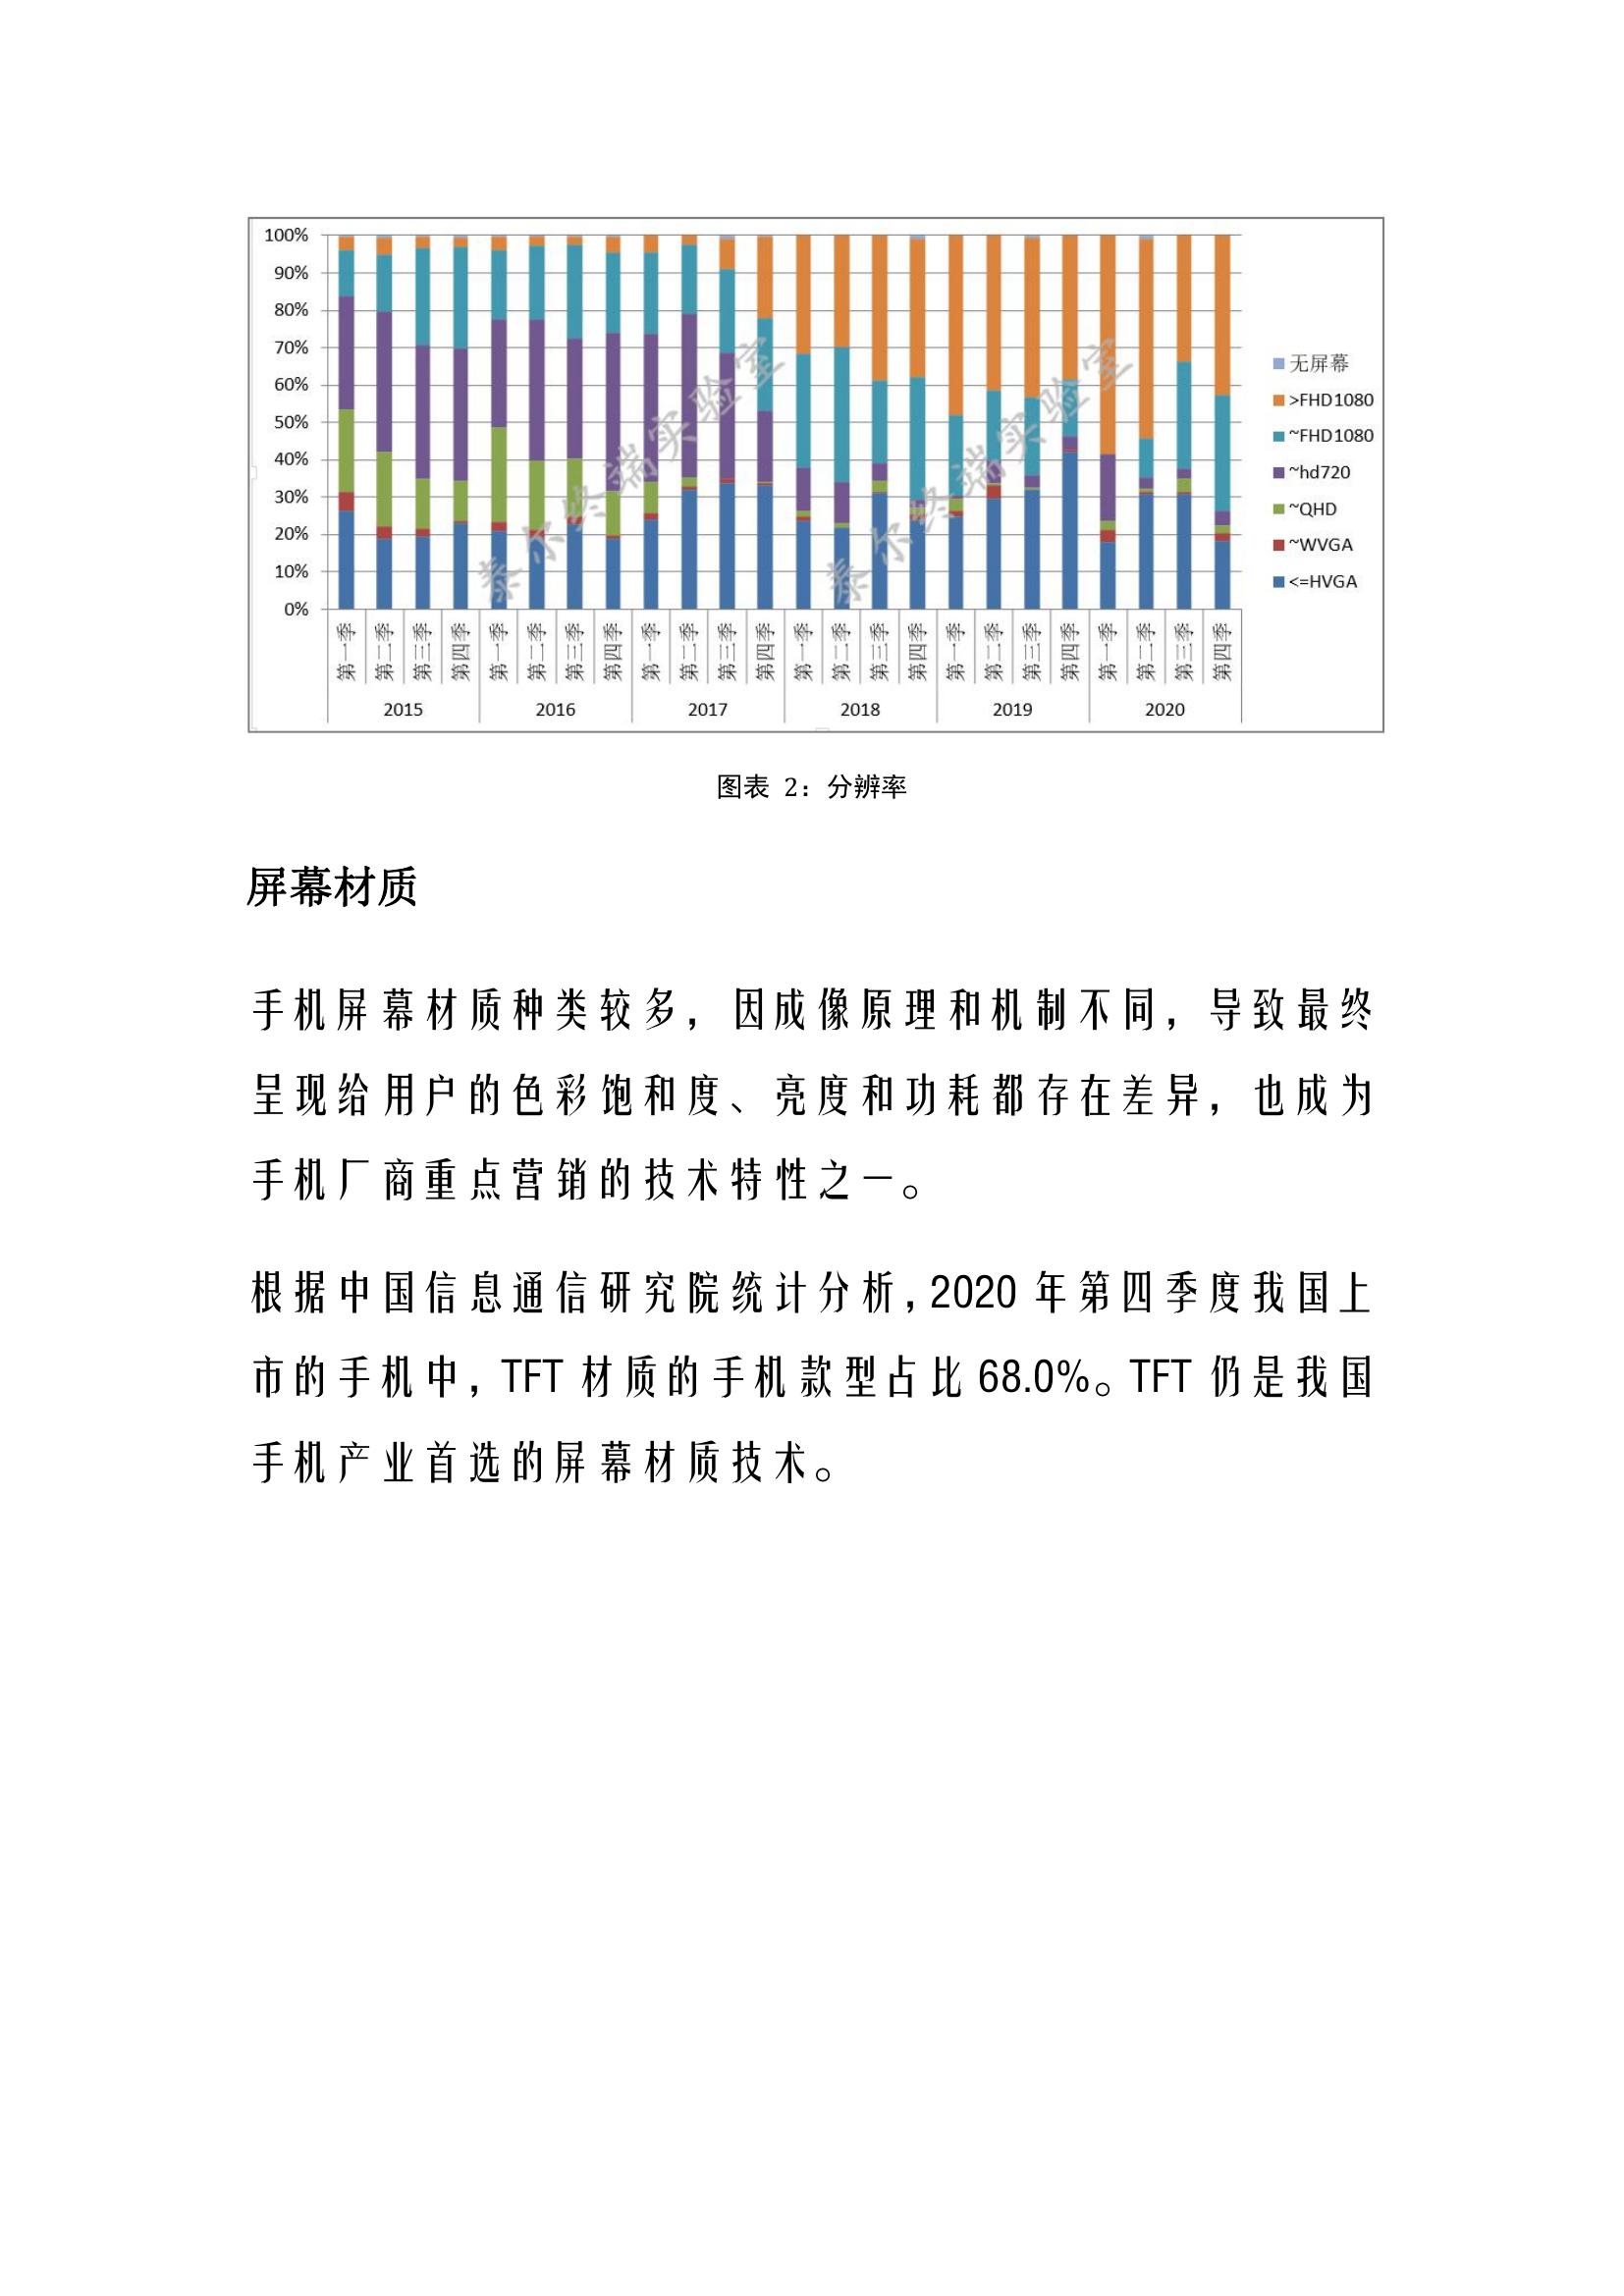 100%
90%
80%
70%
60%
50%
40%
30%
20%
10%
0%
第一季 第二季 第三季 第四季 第一季 第二季 第三季 第四季 第一季 第二季 第三季 第四季 第一季 第二季 第三季 第四季 第一季 第二季 第三季 第四季 第一季 第二季 第三季 第四季
2015 2016 2017 2018 2019 2020
无屏幕
>FHD1080
~FHD1080
~hd720
~QHD
~WVGA
<=HVGA
泰尔终端实验室
泰尔终端实验室
图表 2：分辨率
屏幕材质
手机屏幕材质种类较多，因成像原理和机制不同，导致最终
呈现给用户的色彩饱和度、亮度和功耗都存在差异，也成为
手机厂商重点营销的技术特性之一。
根据中国信息通信研究院统计分析，2020 年第四季度我国上
市的手机中，TFT 材质的手机款型占比 68.0%。TFT 仍是我国
手机产业首选的屏幕材质技术。